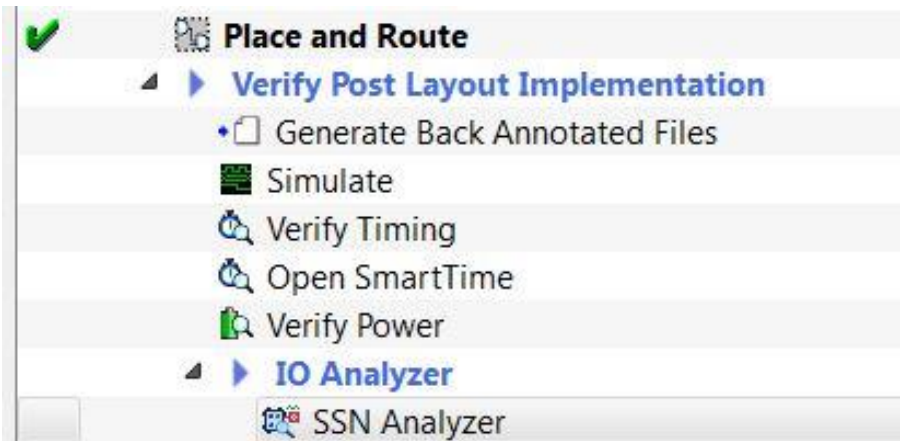 Place and Route
Verify Post Layout Implementation
Generate Back Annotated Files
Simulate
Verify Timing
Open SmartTime
Verify Power
IO Analyzer
SSN Analyzer